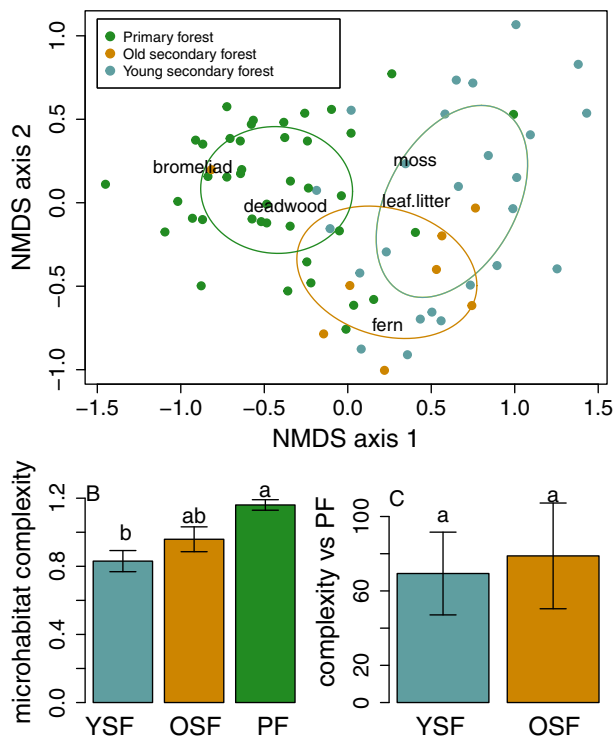 Primary forest
Old secondary forest
Young secondary forest
NMDS axis 2
1.0
0.5
0.0
−0.5
−1.0
bromeliad
moss
deadwood
leaf.litter
fern
−1.5
−1.0
−0.5
0.0
0.5
1.0
1.5
NMDS axis 1
B
microhabitat complexity
1.2
0.8
0.4
0.0
b
ab
a
YSF
OSF
PF
C
complexity vs PF
100
60
20
0
a
a
YSF
OSF